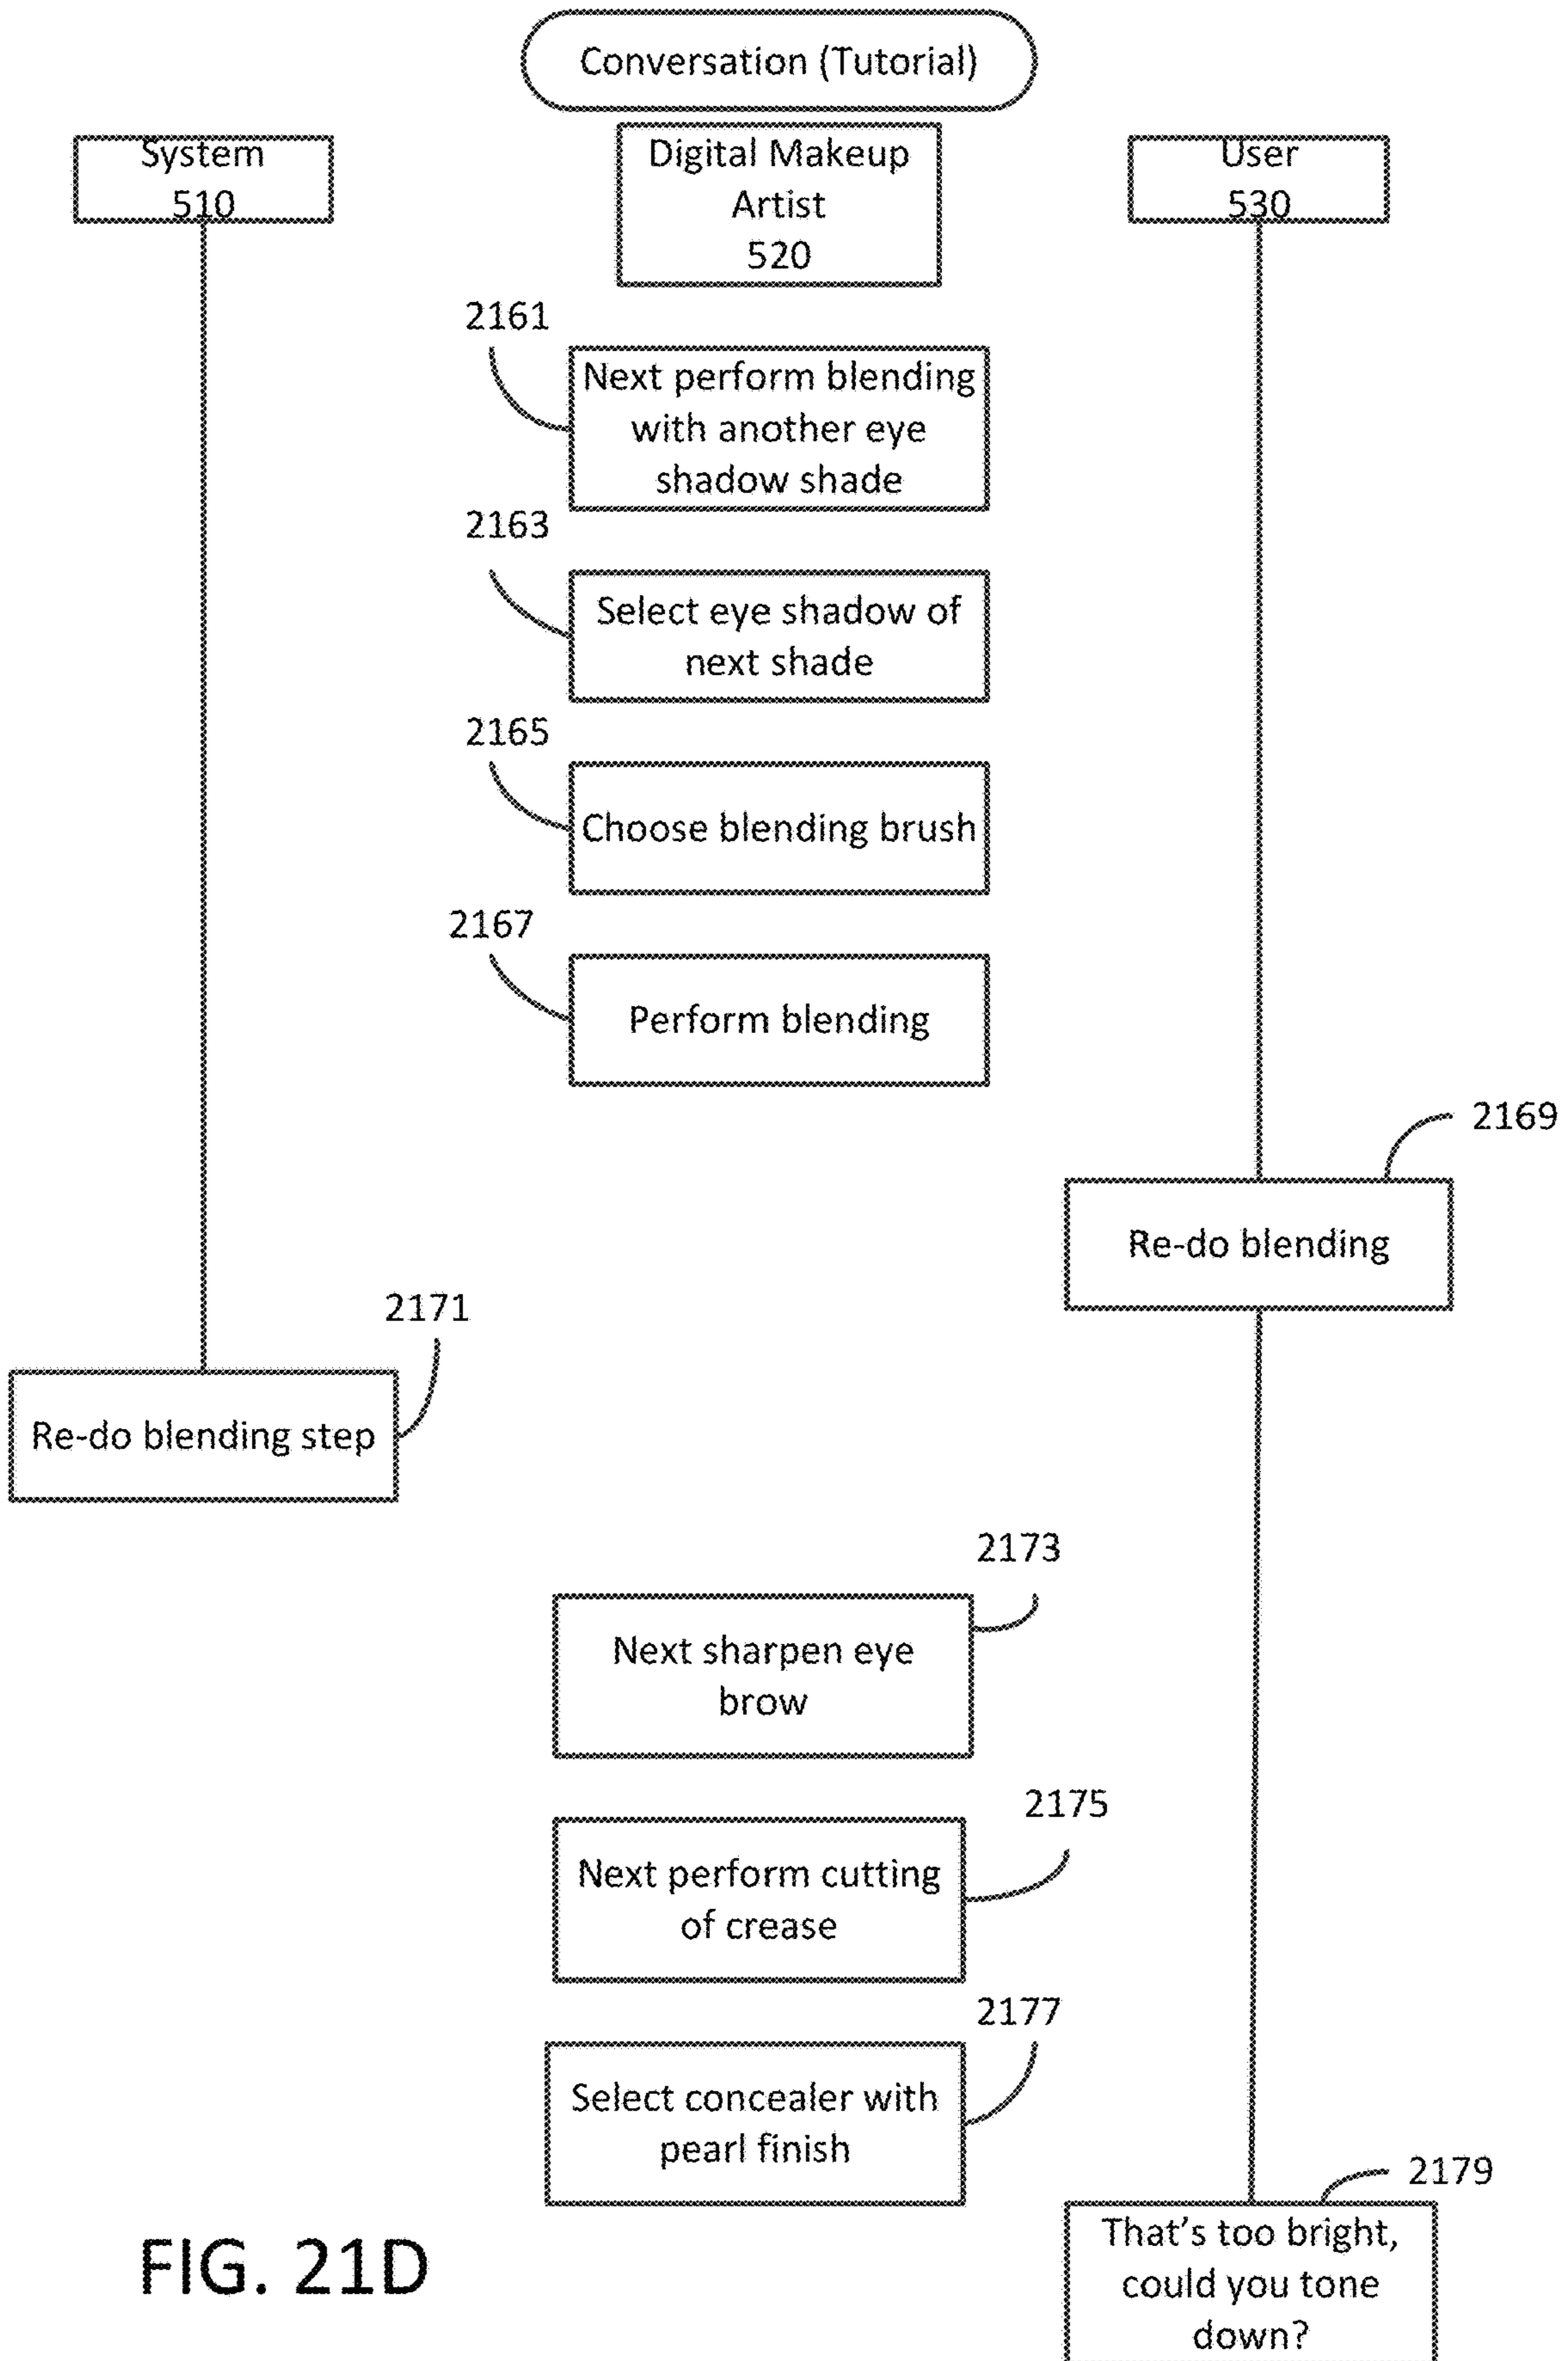 Conversation (Tutorial)
System
510
Digital Makeup
Artist
520
User
530
2161
Next perform blending
with another eye
shadow shade
2163
Select eye shadow of
next shade
2165
Choose blending brush
2167
Perform blending
2169
Re-do blending
2171
Re-do blending step
2173
Next sharpen eye
brow
2175
Next perform cutting
of crease
2177
Select concealer with
pearl finish
2179
That's too bright,
could you tone
down?
FIG. 21D